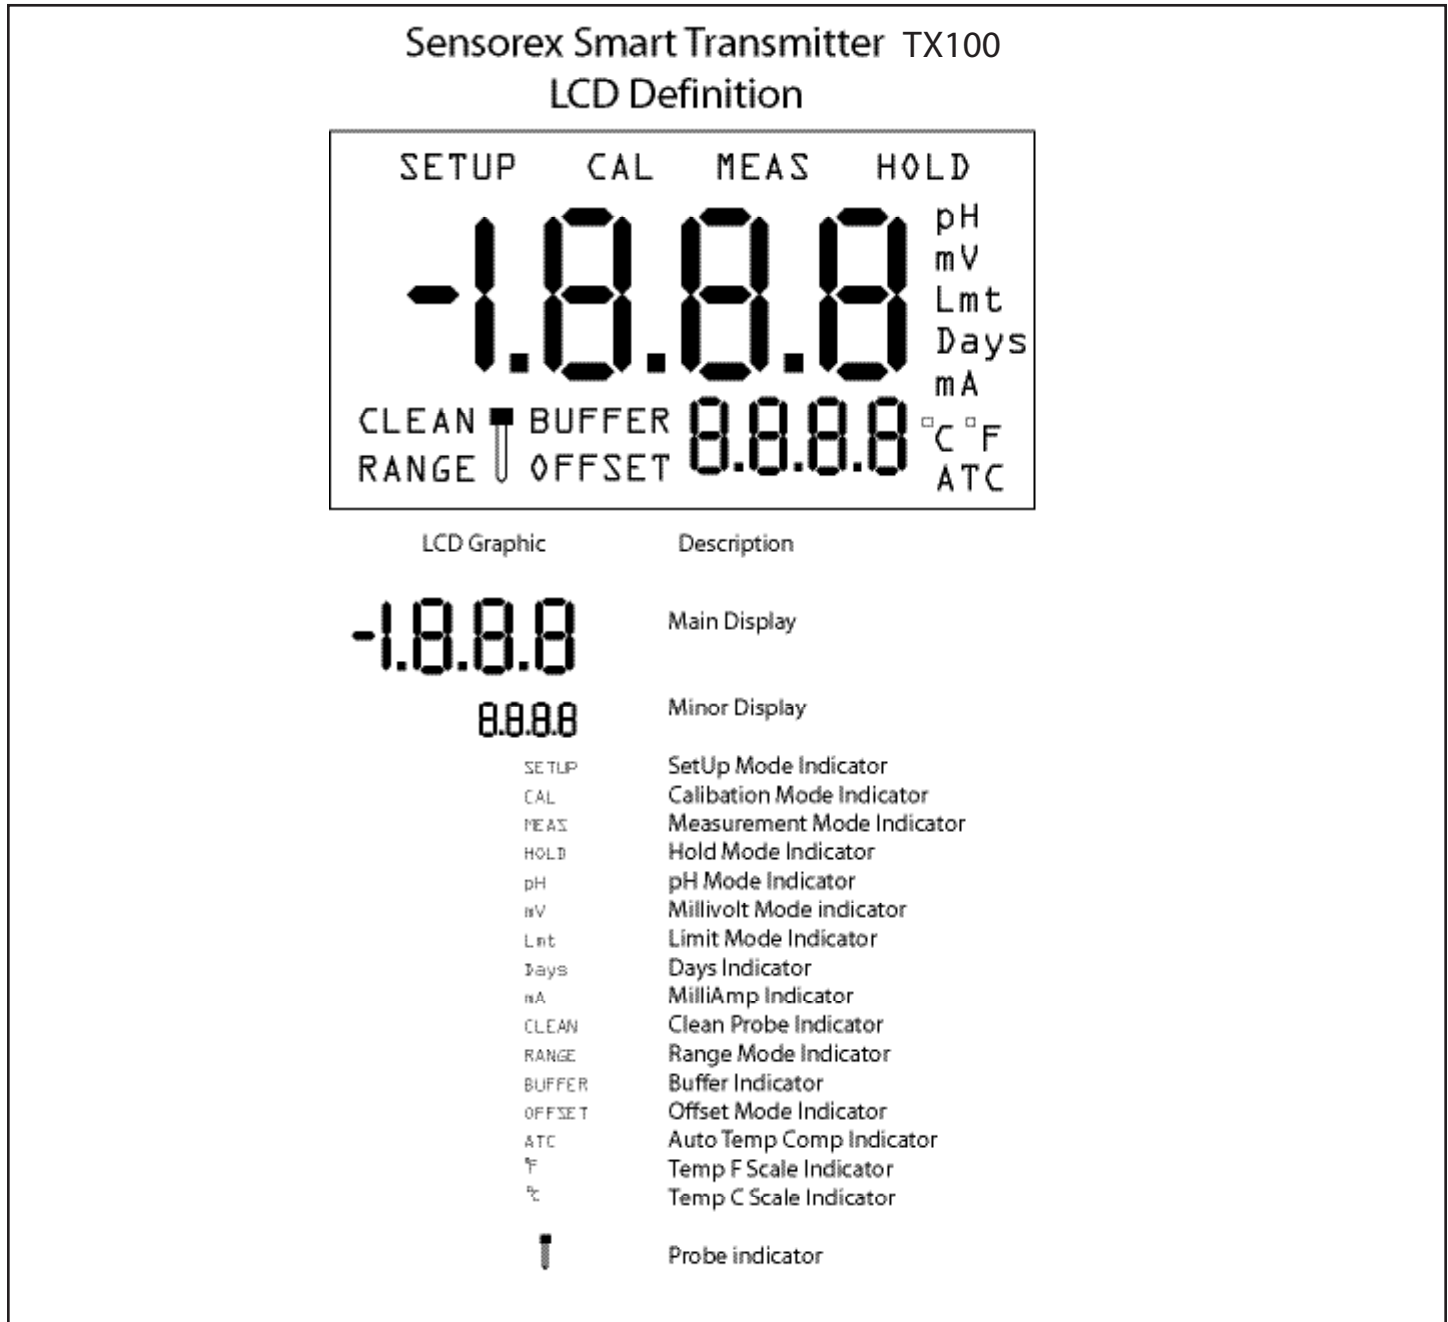 Sensorex Smart Transmitter TX100
LCD Definition
SETUP CAL MEAS HOLD
-1.8.8.8
pH
mV
Lmt
Days
mA
CLEAN BUFFER 8.8.8.8 °C °F
RANGE OFFSET ATC
LCD Graphic Description
-1.8.8.8 Main Display
8.8.8.8 Minor Display
SETUP SetUp Mode Indicator
CAL Calibation Mode Indicator
MEAS Measurement Mode Indicator
HOLD Hold Mode Indicator
pH pH Mode Indicator
mV Millivolt Mode indicator
Lmt Limit Mode Indicator
Days Days Indicator
mA MilliAmp Indicator
CLEAN Clean Probe Indicator
RANGE Range Mode Indicator
BUFFER Buffer Indicator
OFFSET Offset Mode Indicator
ATC Auto Temp Comp Indicator
°F Temp F Scale Indicator
°C Temp C Scale Indicator
Probe indicator